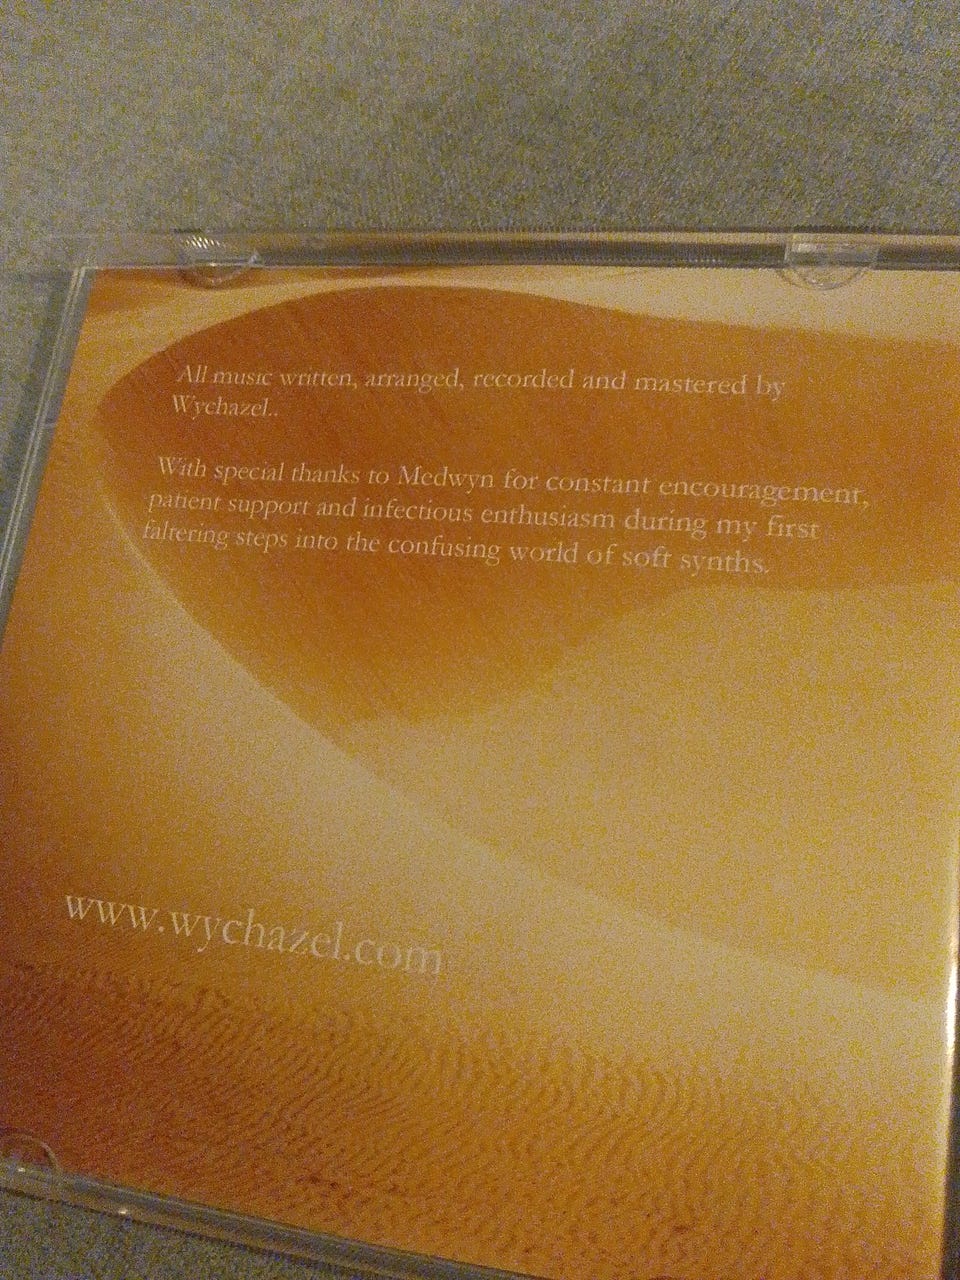 All music written, arranged, recorded and mastered by
Wychazel..
With special thanks to Medwyn for constant encouragement,
patient support and infectious enthusiasm during my first
faltering steps into the confusing world of soft synths.
www.wychazel.com